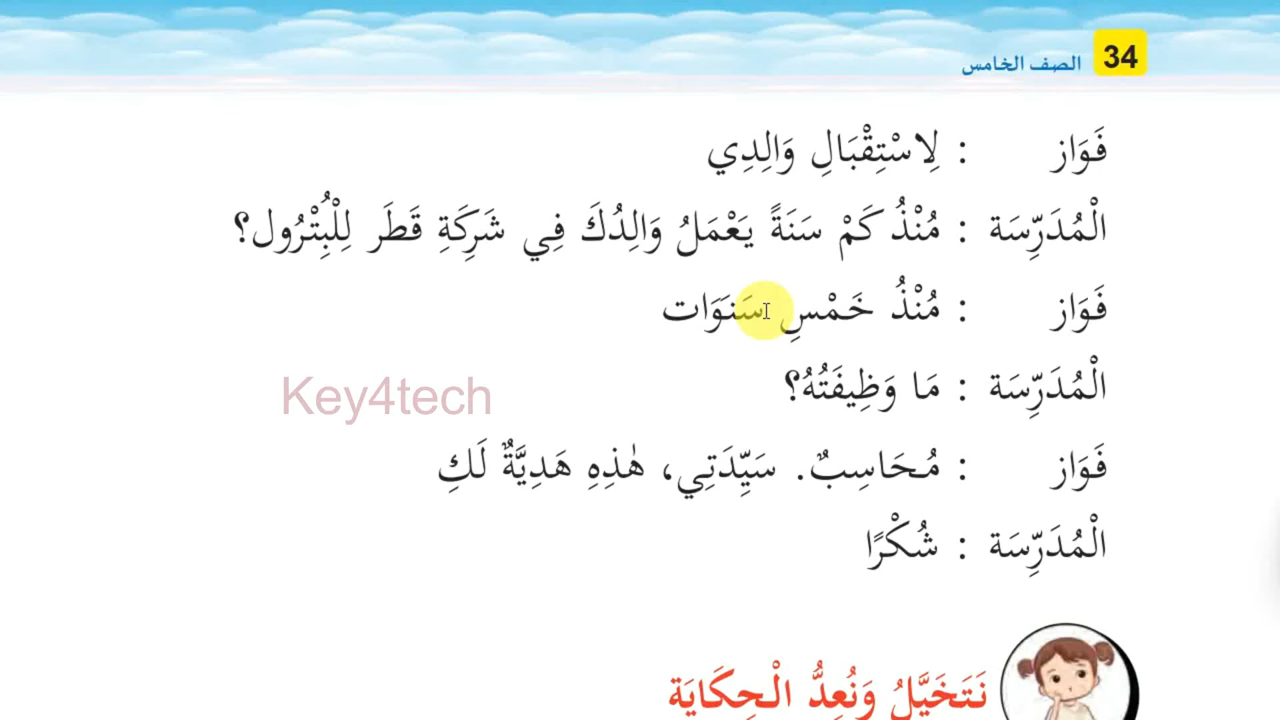 34 الصف الخامس
فَوَاز : لِاسْتِقْبَالِ وَالِدِي
الْمُدَرِّسَة : مُنْذُ كَمْ سَنَةً يَعْمَلُ وَالِدُكَ فِي شَرِكَةِ قَطَرَ لِلْبُِتْرُول؟
فَوَاز : مُنْذُ خَمْسِ سَنَوَات
الْمُدَرِّسَة : مَا وَظِيفَتُهُ؟
Key4tech
فَوَاز : مُحَاسِبٌ. سَيِّدَتِي، هٰذِهِ هَدِيَّةٌ لَكِ
الْمُدَرِّسَة : شُكْرًا
نَتَخَيَّلُ وَنُعِدُّ الْحِكَايَة